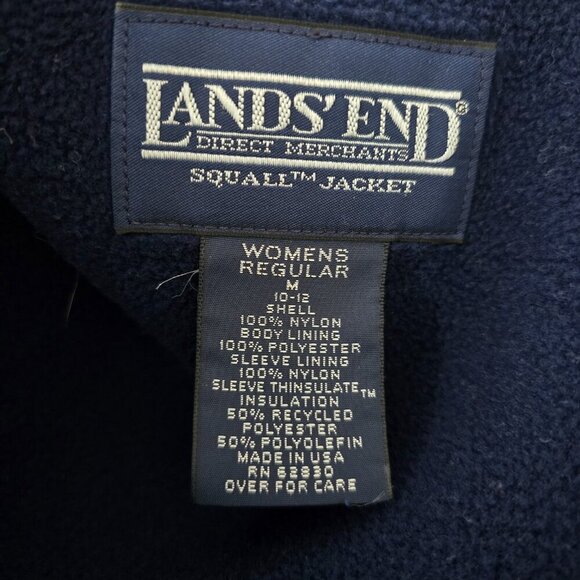 LANDS' END®
DIRECT MERCHANTS
SQUALL™ JACKET
WOMENS
REGULAR
M
10-12
SHELL
100% NYLON
BODY LINING
100% POLYESTER
SLEEVE LINING
100% NYLON
SLEEVE THINSULATE™
INSULATION
50% RECYCLED
POLYESTER
50% POLYOLEFIN
MADE IN USA
RN 62830
OVER FOR CARE